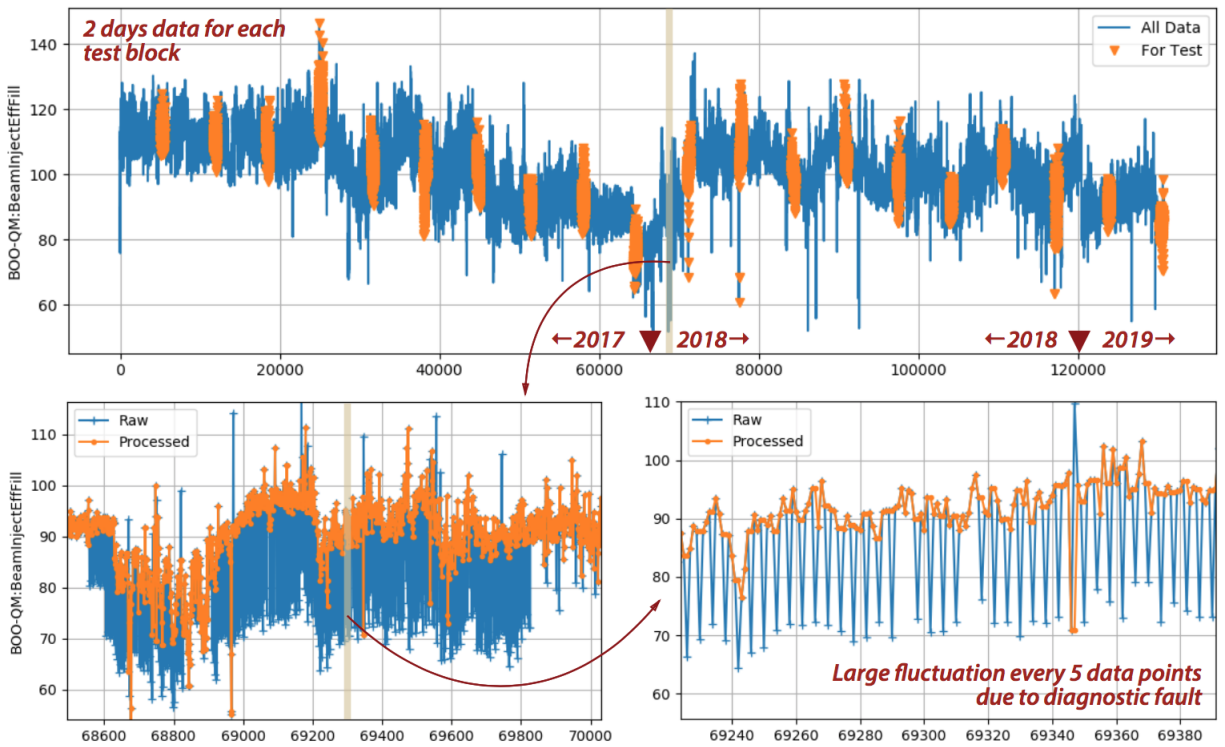 2 days data for each
test block
All Data
For Test
BOO-QM:BeamInjectEffFill
140
120
100
80
60
←2017 2018→
←2018 2019→
0 20000 40000 60000 80000 100000 120000
BOO-QM:BeamInjectEffFill
Raw
Processed
110
100
90
80
70
60
68600 68800 69000 69200 69400 69600 69800 70000
Raw
Processed
110
100
90
80
70
60
Large fluctuation every 5 data points
due to diagnostic fault
69240 69260 69280 69300 69320 69340 69360 69380